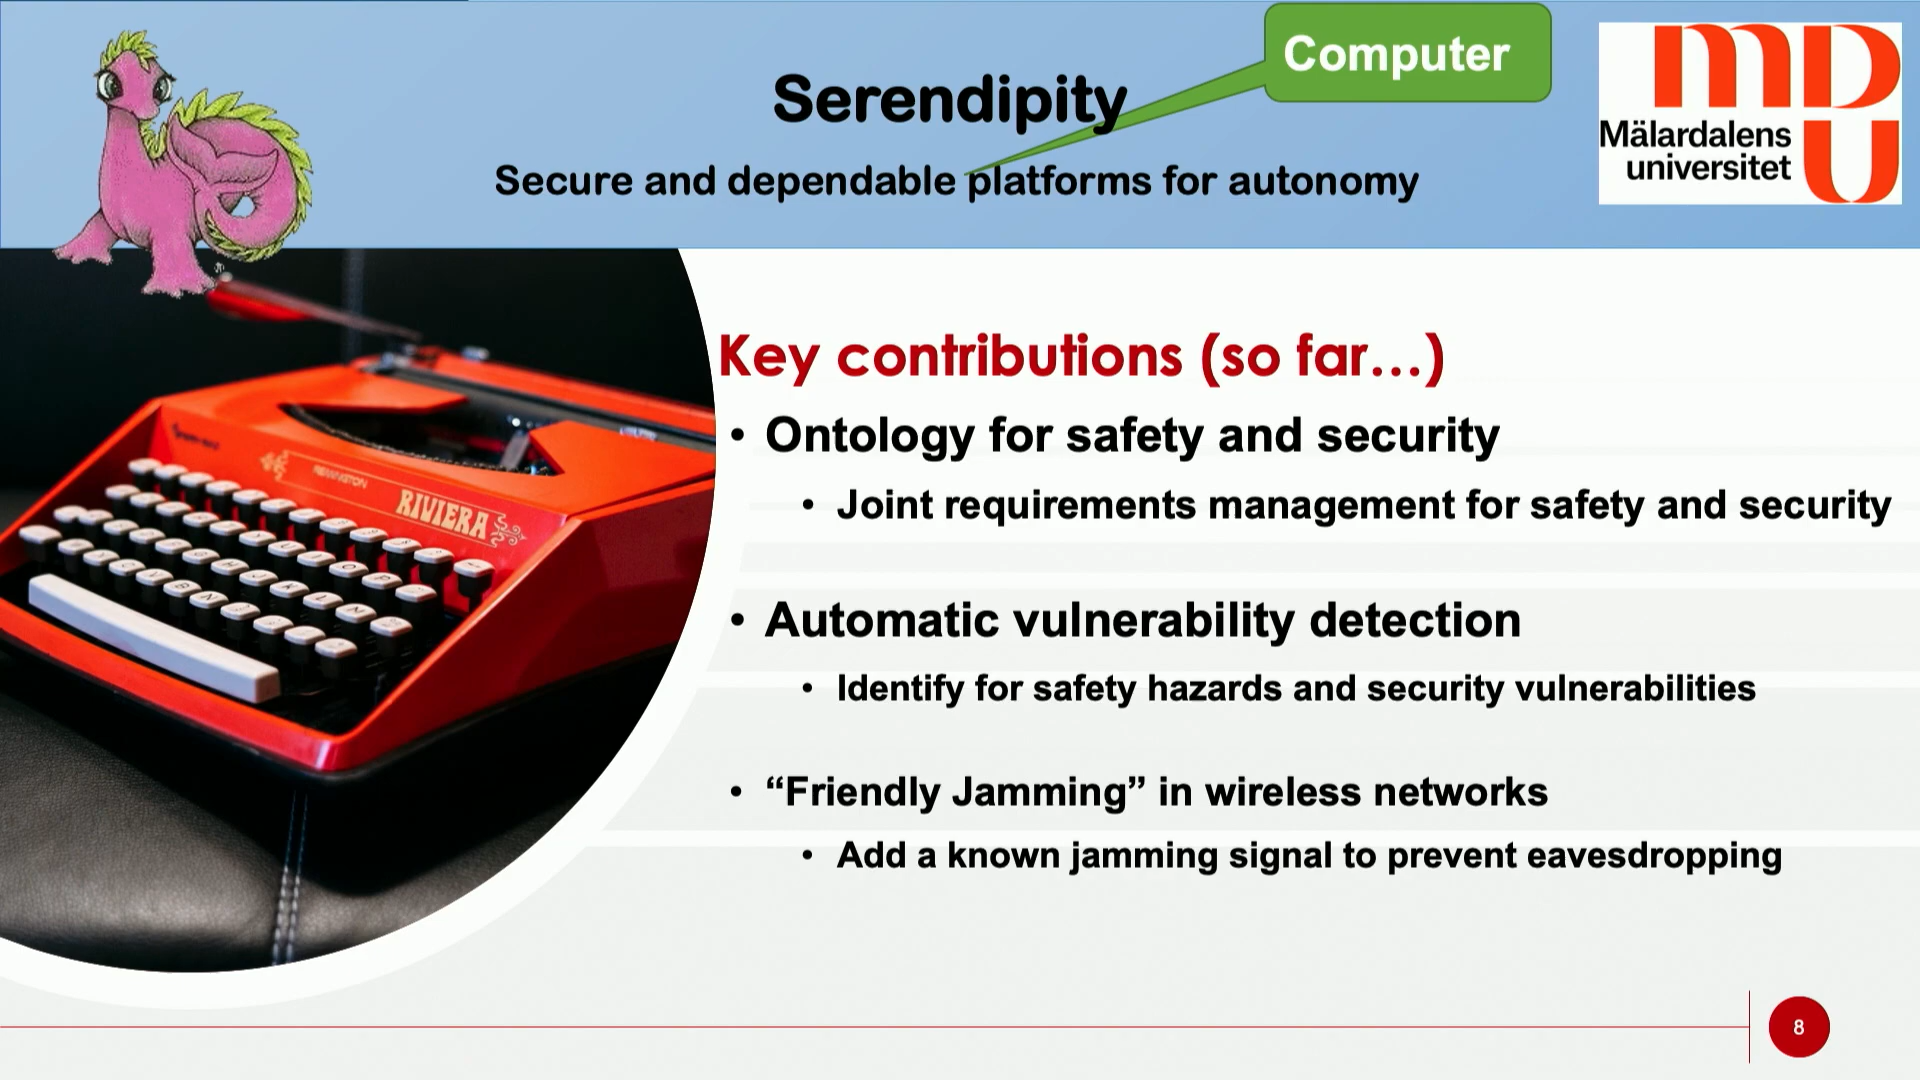 Computer
Serendipity
Secure and dependable platforms for autonomy
Mälardalens
universitet
Key contributions (so far…)
• Ontology for safety and security
• Joint requirements management for safety and security
• Automatic vulnerability detection
• Identify for safety hazards and security vulnerabilities
• “Friendly Jamming” in wireless networks
• Add a known jamming signal to prevent eavesdropping
RIVIERA
8